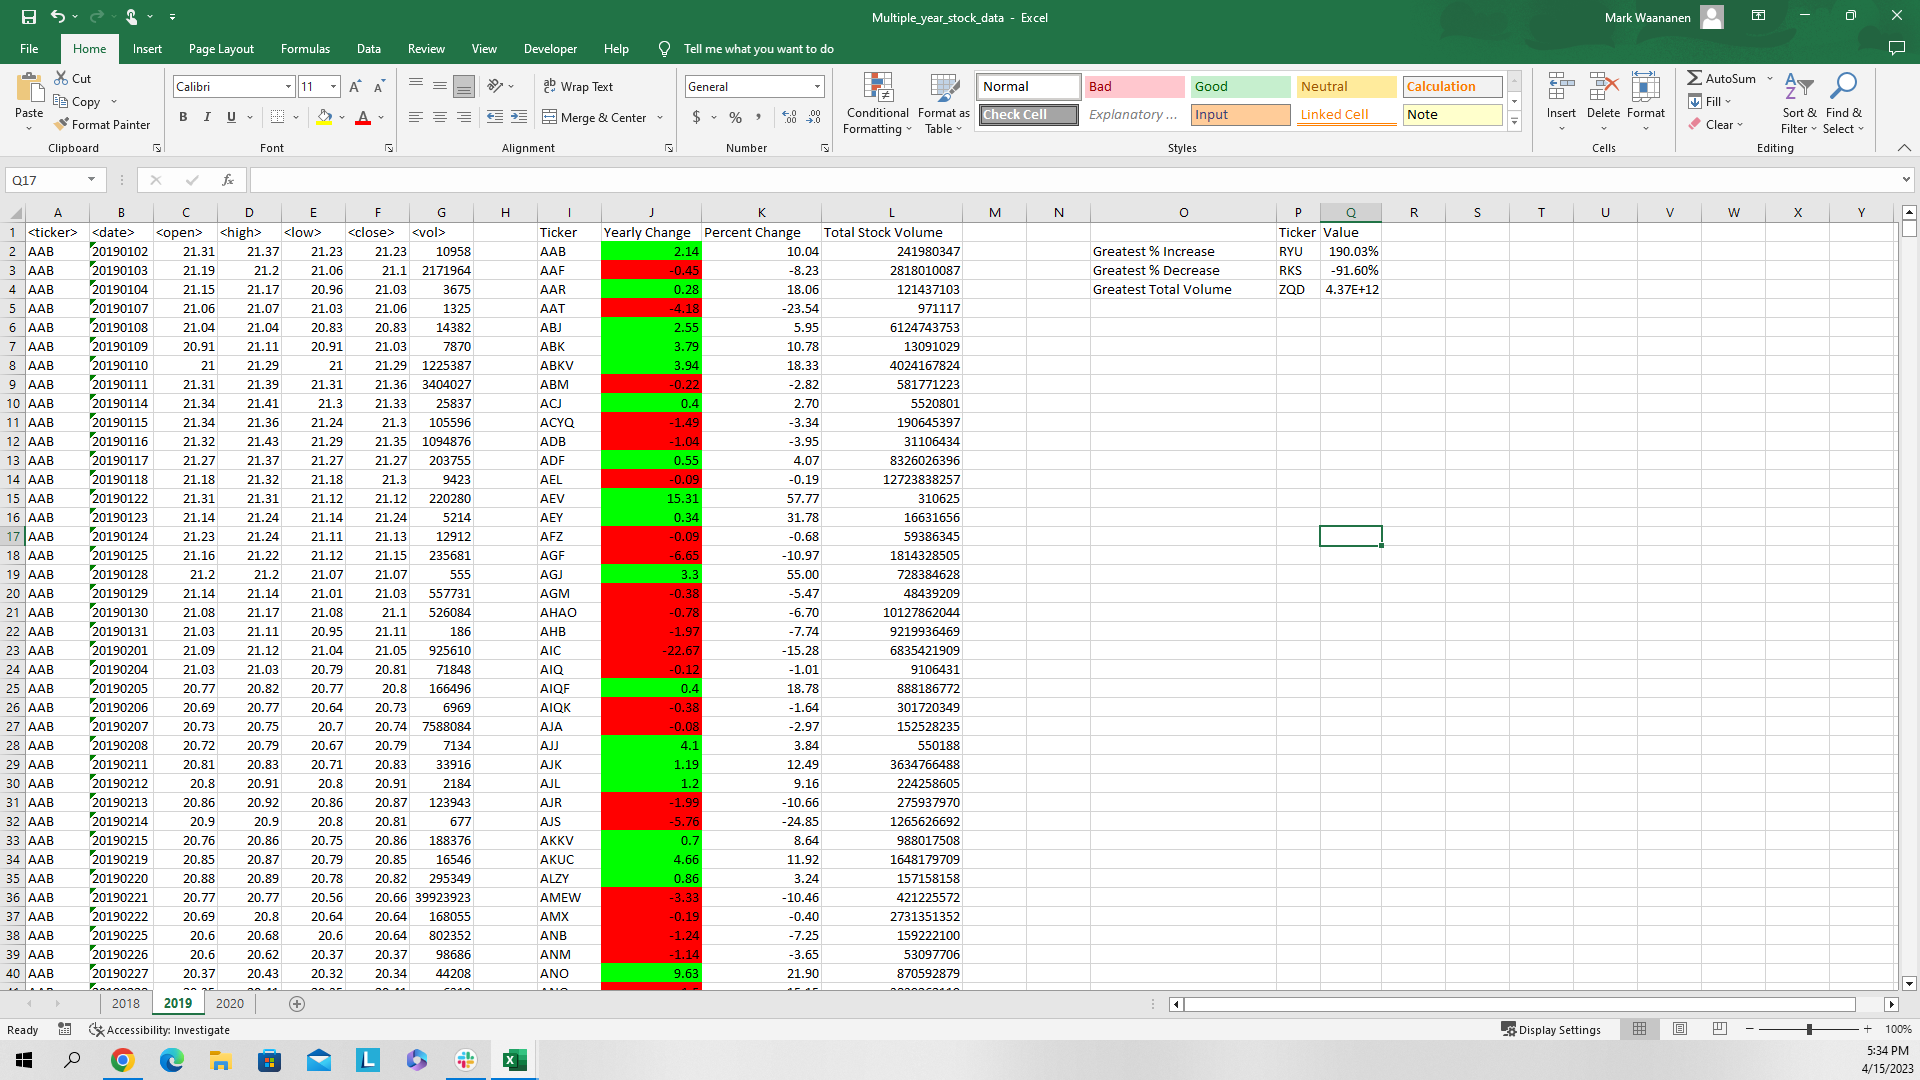 Multiple_year_stock_data - Excel
Mark Waananen
File Home Insert Page Layout Formulas Data Review View Developer Help Tell me what you want to do
Cut
Copy
Format Painter
Paste
Clipboard
Calibri 11
B I U
Font
Wrap Text
Merge & Center
Alignment
General
$ % ,
Number
Conditional Formatting
Format as Table
Normal Bad Good Neutral Calculation
Check Cell Explanatory ... Input Linked Cell Note
Styles
Insert Delete Format
Cells
AutoSum
Fill
Clear
Sort & Filter
Find & Select
Editing
Q17
fx
A B C D E F G H I J K L M N O P Q R S T U V W X Y
1 <ticker> <date> <open> <high> <low> <close> <vol> Ticker Yearly Change Percent Change Total Stock Volume Ticker Value
2 AAB 20190102 21.31 21.37 21.23 21.23 10958 AAB 2.14 10.04 241980347 Greatest % Increase RYU 190.03%
3 AAB 20190103 21.19 21.2 21.06 21.1 2171964 AAF -0.45 -8.23 2818010087 Greatest % Decrease RKS -91.60%
4 AAB 20190104 21.15 21.17 20.96 21.03 3675 AAR 0.28 18.06 121437103 Greatest Total Volume ZQD 4.37E+12
5 AAB 20190107 21.06 21.07 21.03 21.06 1325 AAT -4.18 -23.54 971117
6 AAB 20190108 21.04 21.04 20.83 20.83 14382 ABJ 2.55 5.95 6124743753
7 AAB 20190109 20.91 21.11 20.91 21.03 7870 ABK 3.79 10.78 13091029
8 AAB 20190110 21 21.29 21 21.29 1225387 ABKV 3.94 18.33 4024167824
9 AAB 20190111 21.31 21.39 21.31 21.36 3404027 ABM -0.22 -2.82 581771223
10 AAB 20190114 21.34 21.41 21.3 21.33 25837 ACJ 0.4 2.70 5520801
11 AAB 20190115 21.34 21.36 21.24 21.3 105596 ACYQ -1.49 -3.34 190645397
12 AAB 20190116 21.32 21.43 21.29 21.35 1094876 ADB -1.04 -3.95 31106434
13 AAB 20190117 21.27 21.37 21.27 21.27 203755 ADF 0.55 4.07 8326026396
14 AAB 20190118 21.18 21.32 21.18 21.3 9423 AEL -0.09 -0.19 12723838257
15 AAB 20190122 21.31 21.31 21.12 21.12 220280 AEV 15.31 57.77 310625
16 AAB 20190123 21.14 21.24 21.14 21.24 5214 AEY 0.34 31.78 16631656
17 AAB 20190124 21.23 21.24 21.11 21.13 12912 AFZ -0.09 -0.68 59386345
18 AAB 20190125 21.16 21.22 21.12 21.15 235681 AGF -6.65 -10.97 1814328505
19 AAB 20190128 21.2 21.2 21.07 21.07 555 AGJ 3.3 55.00 728384628
20 AAB 20190129 21.14 21.14 21.01 21.03 557731 AGM -0.38 -5.47 48439209
21 AAB 20190130 21.08 21.17 21.08 21.1 526084 AHAO -0.78 -6.70 10127862044
22 AAB 20190131 21.03 21.11 20.95 21.11 186 AHB -1.97 -7.74 9219936469
23 AAB 20190201 21.09 21.12 21.04 21.05 925610 AIC -22.67 -15.28 6835421909
24 AAB 20190204 21.03 21.03 20.79 20.81 71848 AIQ -0.12 -1.01 9106431
25 AAB 20190205 20.77 20.82 20.77 20.8 166496 AIQF 0.4 18.78 888186772
26 AAB 20190206 20.69 20.77 20.64 20.73 6969 AIQK -0.38 -1.64 301720349
27 AAB 20190207 20.73 20.75 20.7 20.74 7588084 AJA -0.08 -2.97 152528235
28 AAB 20190208 20.72 20.79 20.67 20.79 7134 AJJ 4.1 3.84 550188
29 AAB 20190211 20.81 20.83 20.71 20.83 33916 AJK 1.19 12.49 3634766488
30 AAB 20190212 20.8 20.91 20.8 20.91 2184 AJL 1.2 9.16 224258605
31 AAB 20190213 20.86 20.92 20.86 20.87 123943 AJR -1.99 -10.66 275937970
32 AAB 20190214 20.9 20.9 20.8 20.81 677 AJS -5.76 -24.85 1265626692
33 AAB 20190215 20.76 20.86 20.75 20.86 188376 AKKV 0.7 8.64 988017508
34 AAB 20190219 20.85 20.87 20.79 20.85 16546 AKUC 4.66 11.92 1648179709
35 AAB 20190220 20.88 20.89 20.78 20.82 295349 ALZY 0.86 3.24 157158158
36 AAB 20190221 20.77 20.77 20.56 20.66 39923923 AMEW -3.33 -10.46 421225572
37 AAB 20190222 20.69 20.8 20.64 20.64 168055 AMX -0.19 -0.40 2731351352
38 AAB 20190225 20.6 20.68 20.6 20.64 802352 ANB -1.24 -7.25 159222100
39 AAB 20190226 20.6 20.62 20.37 20.37 98686 ANM -1.14 -3.65 53097706
40 AAB 20190227 20.37 20.43 20.32 20.34 44208 ANO 9.63 21.90 870592879
2018 2019 2020
Ready Accessibility: Investigate Display Settings 100%
5:34 PM
4/15/2023